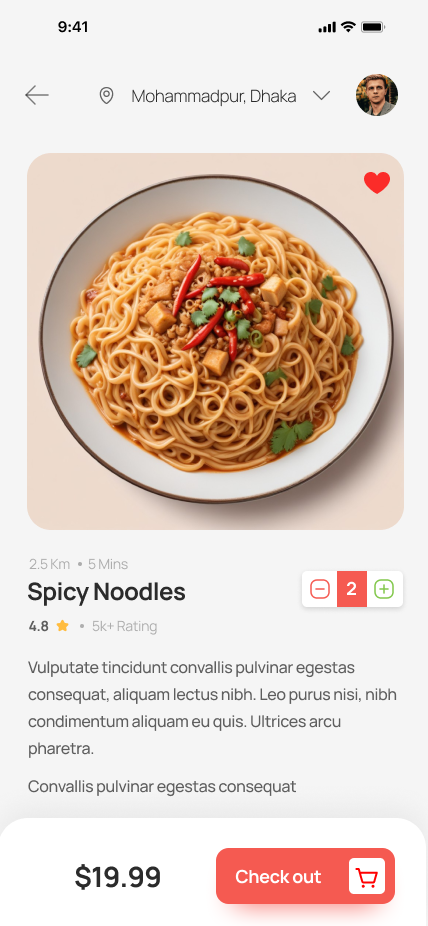 9:41
Mohammadpur, Dhaka
2.5 Km • 5 Mins
Spicy Noodles
2
4.8 • 5k+ Rating
Vulputate tincidunt convallis pulvinar egestas
consequat, aliquam lectus nibh. Leo purus nisi, nibh
condimentum aliquam eu quis. Ultrices arcu
pharetra.
Convallis pulvinar egestas consequat
$19.99
Check out